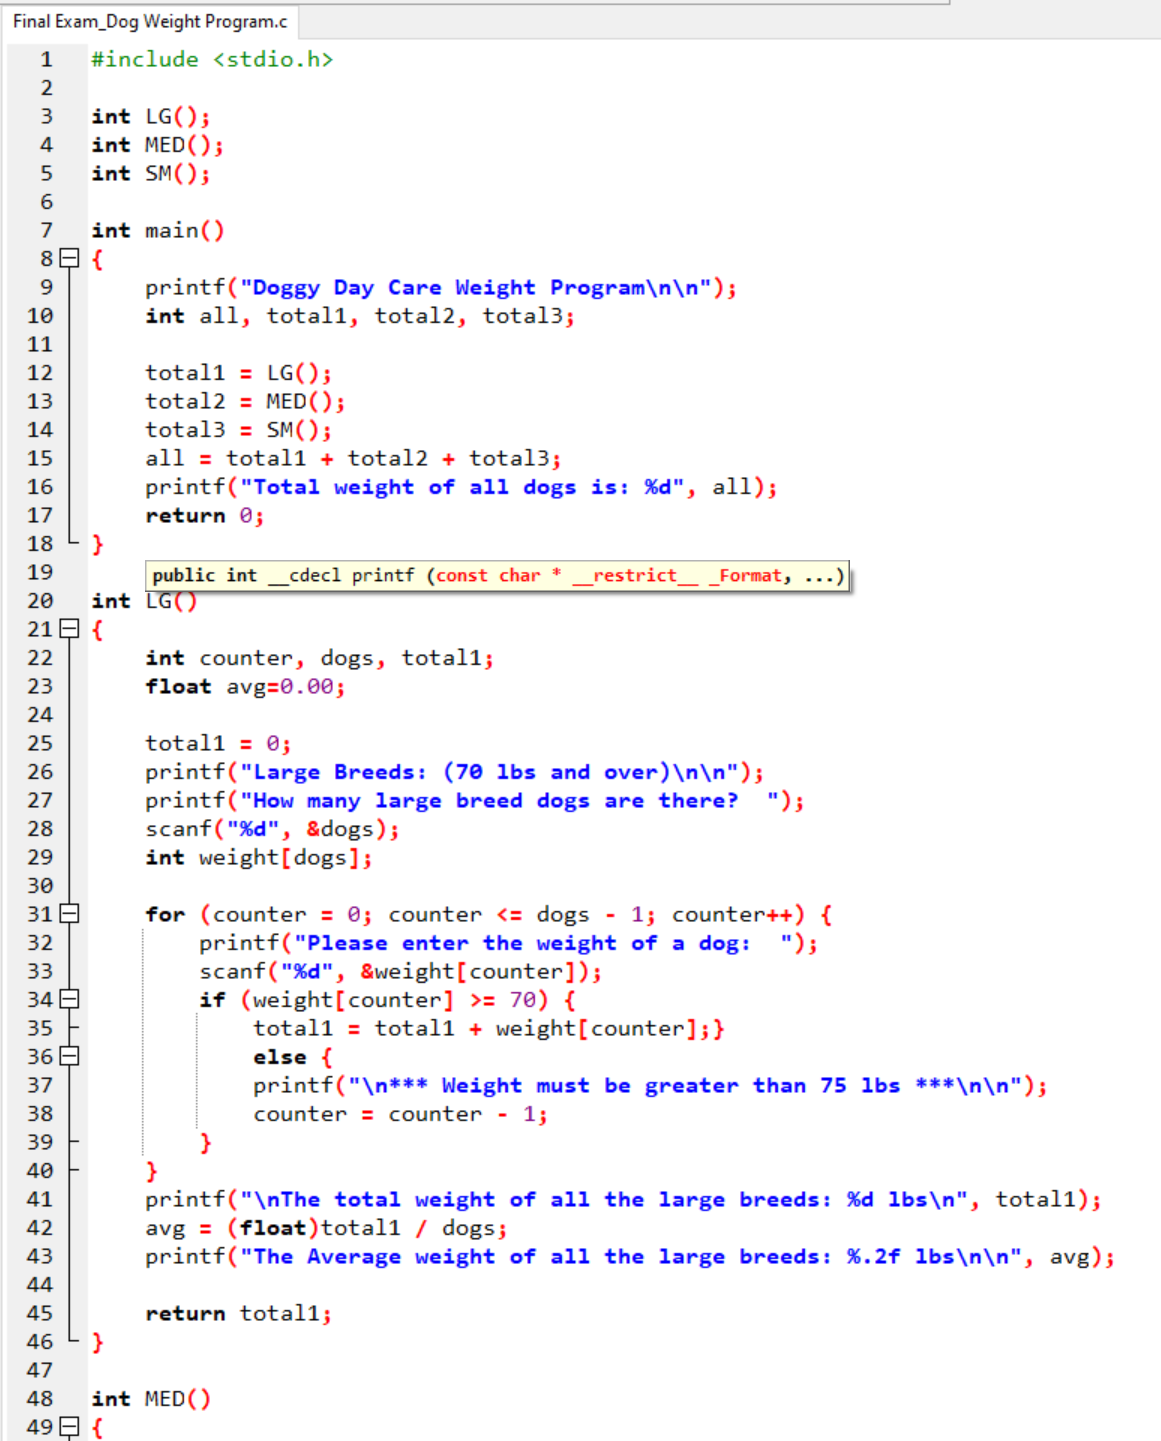 Final Exam_Dog Weight Program.c
1 #include <stdio.h>
2
3 int LG();
4 int MED();
5 int SM();
6
7 int main()
8 {
9 printf("Doggy Day Care Weight Program\n\n");
10 int all, total1, total2, total3;
11
12 total1 = LG();
13 total2 = MED();
14 total3 = SM();
15 all = total1 + total2 + total3;
16 printf("Total weight of all dogs is: %d", all);
17 return 0;
18 }
19 public int __cdecl printf (const char * __restrict__ _Format, ...)
20 int LG()
21 {
22 int counter, dogs, total1;
23 float avg=0.00;
24
25 total1 = 0;
26 printf("Large Breeds: (70 lbs and over)\n\n");
27 printf("How many large breed dogs are there?  ");
28 scanf("%d", &dogs);
29 int weight[dogs];
30
31 for (counter = 0; counter <= dogs - 1; counter++) {
32 printf("Please enter the weight of a dog:  ");
33 scanf("%d", &weight[counter]);
34 if (weight[counter] >= 70) {
35 total1 = total1 + weight[counter];}
36 else {
37 printf("\n*** Weight must be greater than 75 lbs ***\n\n");
38 counter = counter - 1;
39 }
40 }
41 printf("\nThe total weight of all the large breeds: %d lbs\n", total1);
42 avg = (float)total1 / dogs;
43 printf("The Average weight of all the large breeds: %.2f lbs\n\n", avg);
44
45 return total1;
46 }
47
48 int MED()
49 {